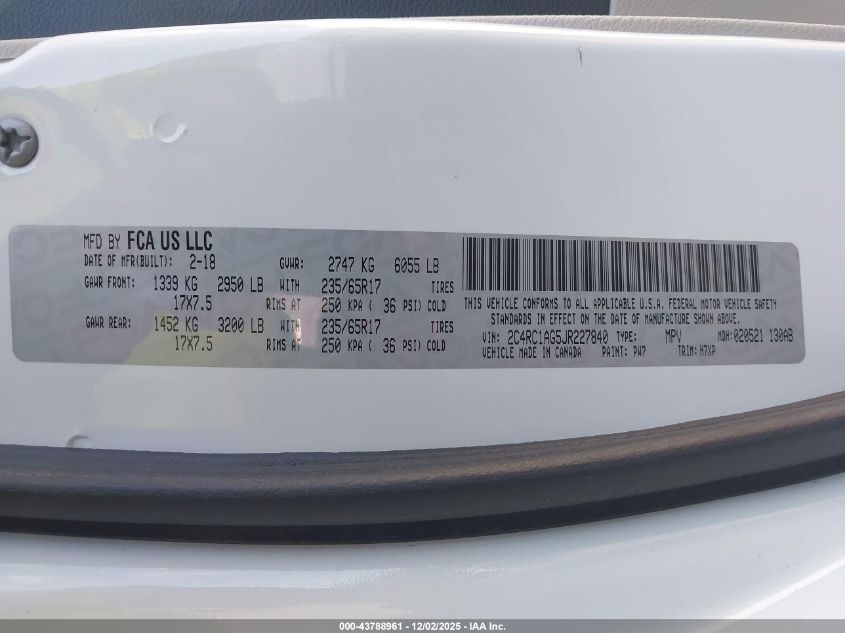 MFD BY FCA US LLC
DATE OF MFR(BUILT): 2-18 GVWR: 2747 KG 6055 LB
GAWR FRONT: 1339 KG 2950 LB WITH 235/65R17 TIRES
17X7.5 RIMS AT 250 KPA ( 36 PSI) COLD
GAWR REAR: 1452 KG 3200 LB WITH 235/65R17 TIRES
17X7.5 RIMS AT 250 KPA ( 36 PSI) COLD
THIS VEHICLE CONFORMS TO ALL APPLICABLE U.S.A. FEDERAL MOTOR VEHICLE SAFETY
STANDARDS IN EFFECT ON THE DATE OF MANUFACTURE SHOWN ABOVE.
VIN: 2C4RC1AG5JR227840 TYPE: MPV MDH:020521 130AB
VEHICLE MADE IN CANADA PAINT: PW7 TRIM: H7XP
000-43788961 - 12/02/2025 - IAA Inc.